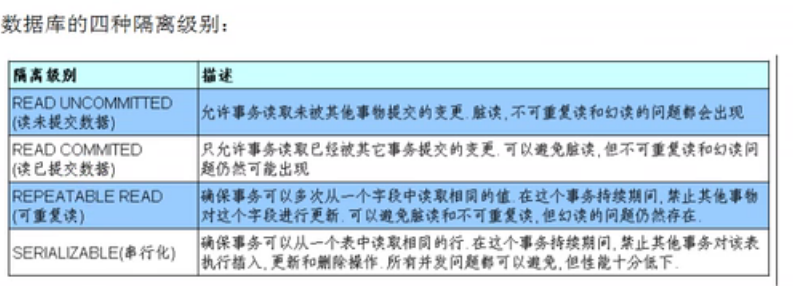 数据库的四种隔离级别：
隔离级别 描述
READ UNCOMMITTED
(读未提交数据)
允许事务读取未被其他事物提交的变更.脏读,不可重复读和幻读的问题都会出现
READ COMMITED
(读已提交数据)
只允许事务读取已经被其它事务提交的变更.可以避免脏读,但不可重复读和幻读问
题仍然可能出现
REPEATABLE READ
(可重复读)
确保事务可以多次从一个字段中读取相同的值.在这个事务持续期间,禁止其他事物
对这个字段进行更新.可以避免脏读和不可重复读,但幻读的问题仍然存在.
SERIALIZABLE(串行化)
确保事务可以从一个表中读取相同的行.在这个事务持续期间,禁止其他事务对该表
执行插入,更新和删除操作.所有并发问题都可以避免,但性能十分低下.